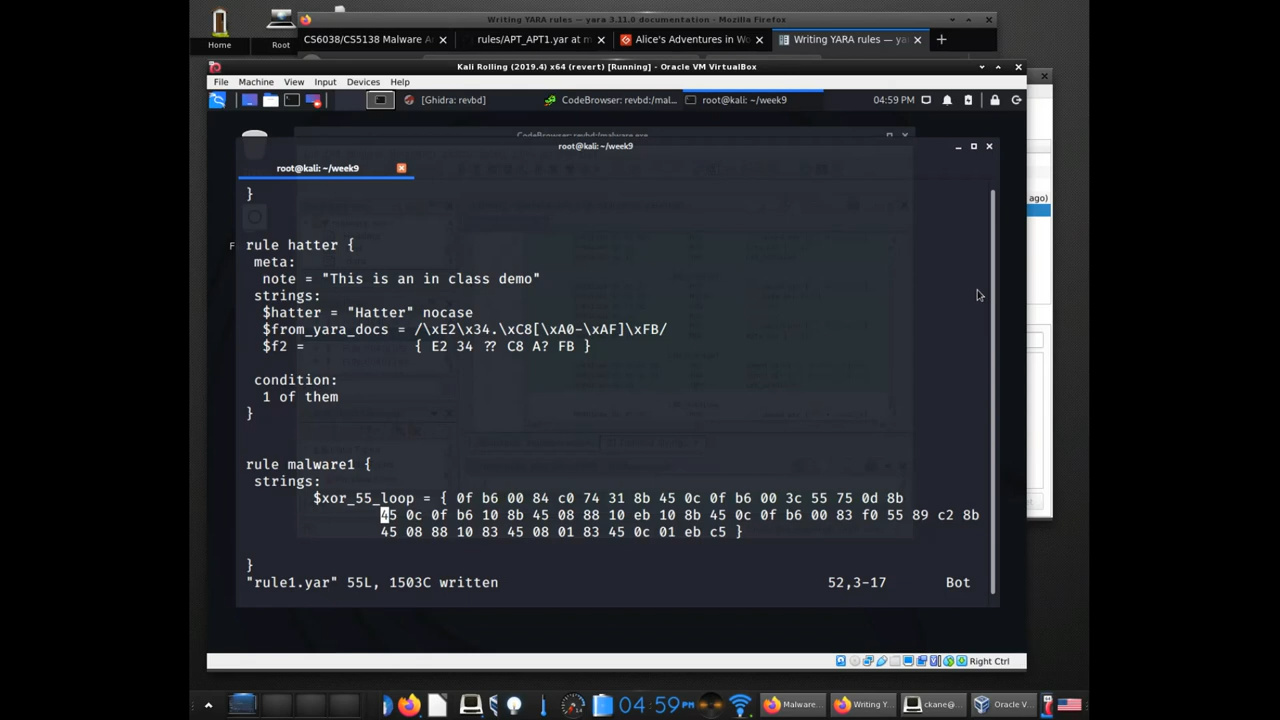 Writing YARA rules — yara 3.11.0 documentation - Mozilla Firefox
Home
Root
CS6038/CS5138 Malware A
rules/APT_APT1.yar at m
Alice's Adventures in Wo
Writing YARA rules — ya
Kali Rolling (2019.4) x64 (revert) [Running] - Oracle VM VirtualBox
File Machine View Input Devices Help
[Ghidra: revbd]
CodeBrowser: revbd:/mal...
root@kali: ~/week9
04:59 PM
CodeBrowser: revbd:/malware.exe
root@kali: ~/week9
root@kali: ~/week9
ago)
}
F
rule hatter {
meta:
note = "This is an in class demo"
strings:
$hatter = "Hatter" nocase
$from_yara_docs = /\xE2\x34.\xC8[\xA0-\xAF]\xFB/
$f2 = { E2 34 ?? C8 A? FB }
condition:
1 of them
}
rule malware1 {
strings:
$xor_55_loop = { 0f b6 00 84 c0 74 31 8b 45 0c 0f b6 00 3c 55 75 0d 8b
45 0c 0f b6 10 8b 45 08 88 10 eb 10 8b 45 0c 0f b6 00 83 f0 55 89 c2 8b
45 08 88 10 83 45 08 01 83 45 0c 01 eb c5 }
}
"rule1.yar" 55L, 1503C written 52,3-17 Bot
Right Ctrl
04:59 PM
Malware...
Writing Y...
ckane@...
Oracle V...